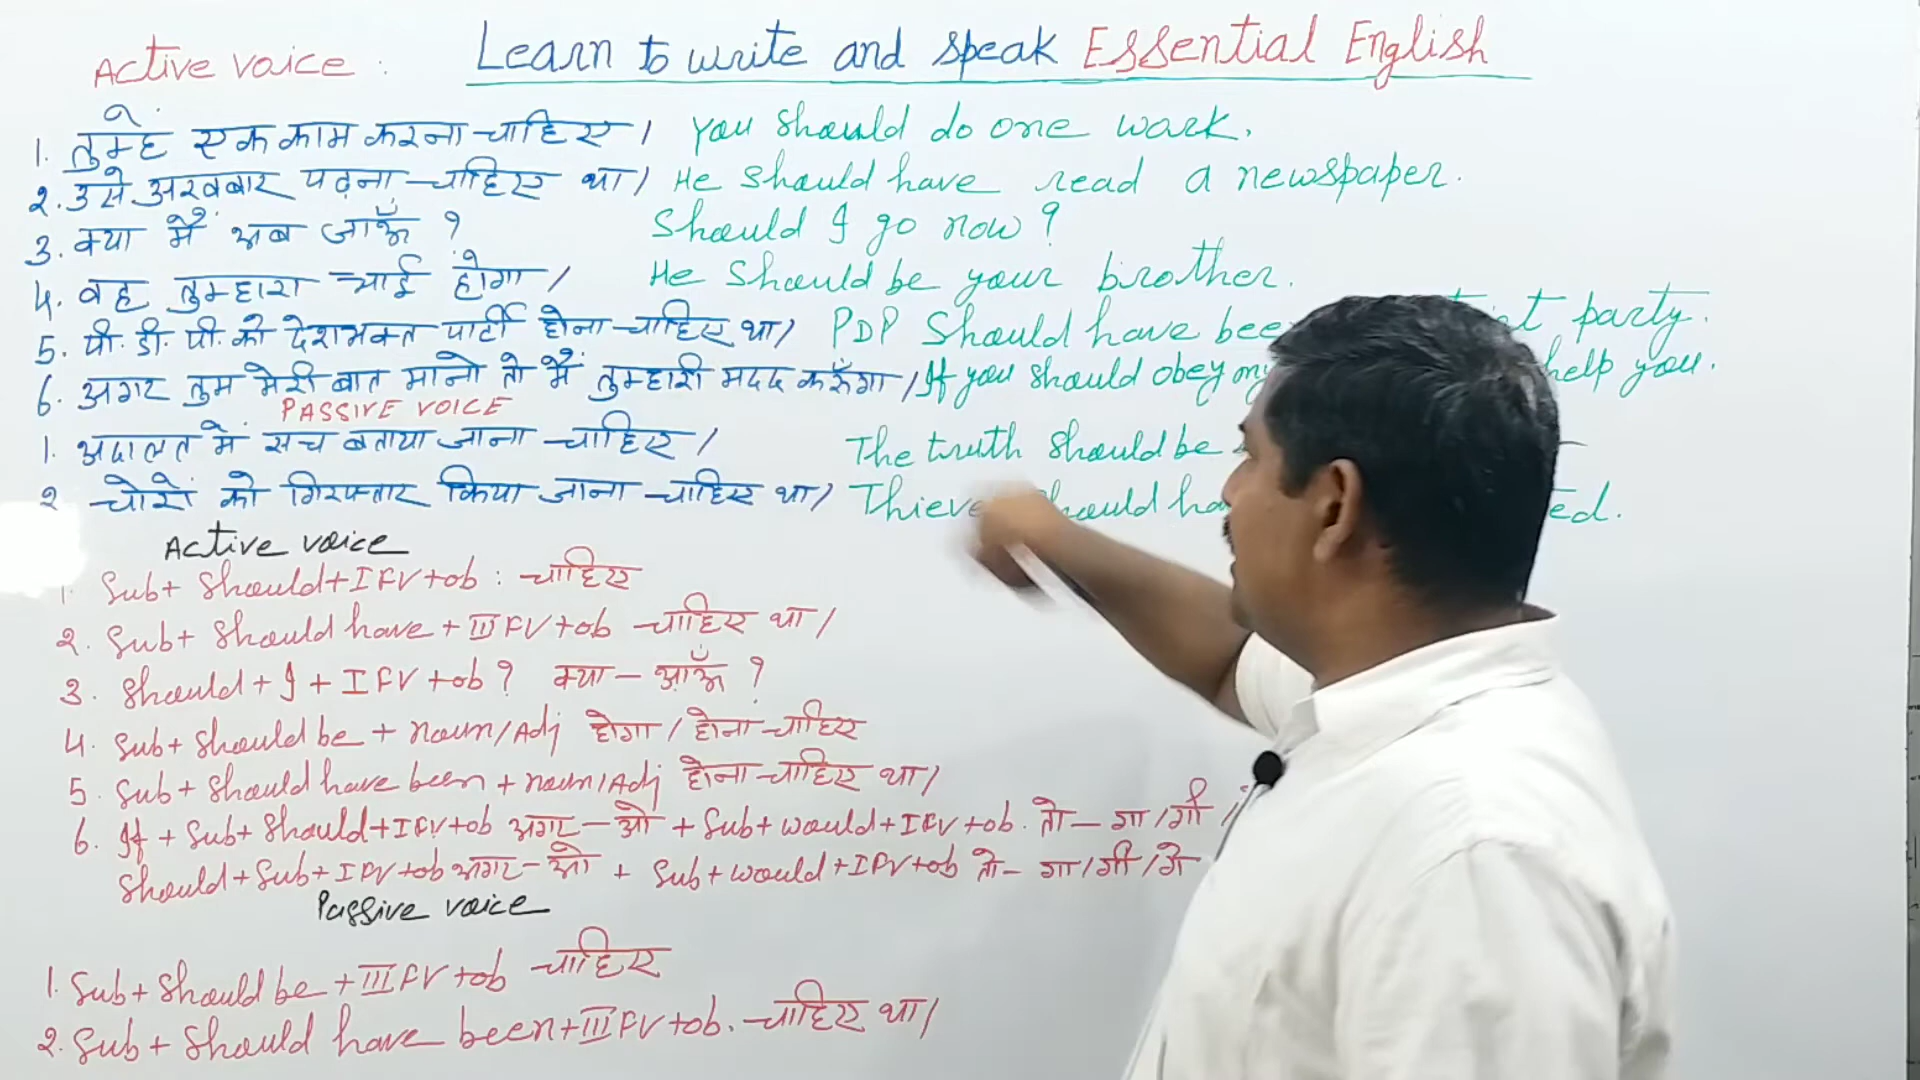 Active voice : Learn to write and speak Essential English
1. तुम्हें एक काम करना चाहिए । You should do one work.
2. उसे अखबार पढ़ना चाहिए था । He should have read a newspaper.
3. क्या मैं अब जाऊँ ? Should I go now ?
4. वह तुम्हारा भाई होगा । He should be your brother.
5. पी. डी. पी. को देशभक्त पार्टी होना चाहिए था । PDP should have party.
6. अगर तुम मेरी बात मानो तो मैं तुम्हारी मदद करूँगा । If you should obey my help you.
PASSIVE VOICE
1. अदालत में सच बताया जाना चाहिए । The truth should be
2 चोरों को गिरफ्तार किया जाना चाहिए था । should
Active voice
1. Sub + should + I FV + ob : चाहिए
2. Sub + should have + III FV + ob चाहिए था ।
3. Should + I + I FV + ob ? क्या – आऊँ ?
4. Sub + should be + noun/Adj होगा / होना चाहिए
5. Sub + should have been + noun/Adj होना चाहिए था ।
6. If + Sub + should + I FV + ob अगर – ओ + Sub + would + I FV + ob. तो – गा/गी/
Should + Sub + I FV + ob अगर – ओ + Sub + would + I FV + ob तो – गा/गी/गे
Passive voice
1. Sub + should be + III FV + ob चाहिए
2. Sub + should have been + III FV + ob. चाहिए था ।